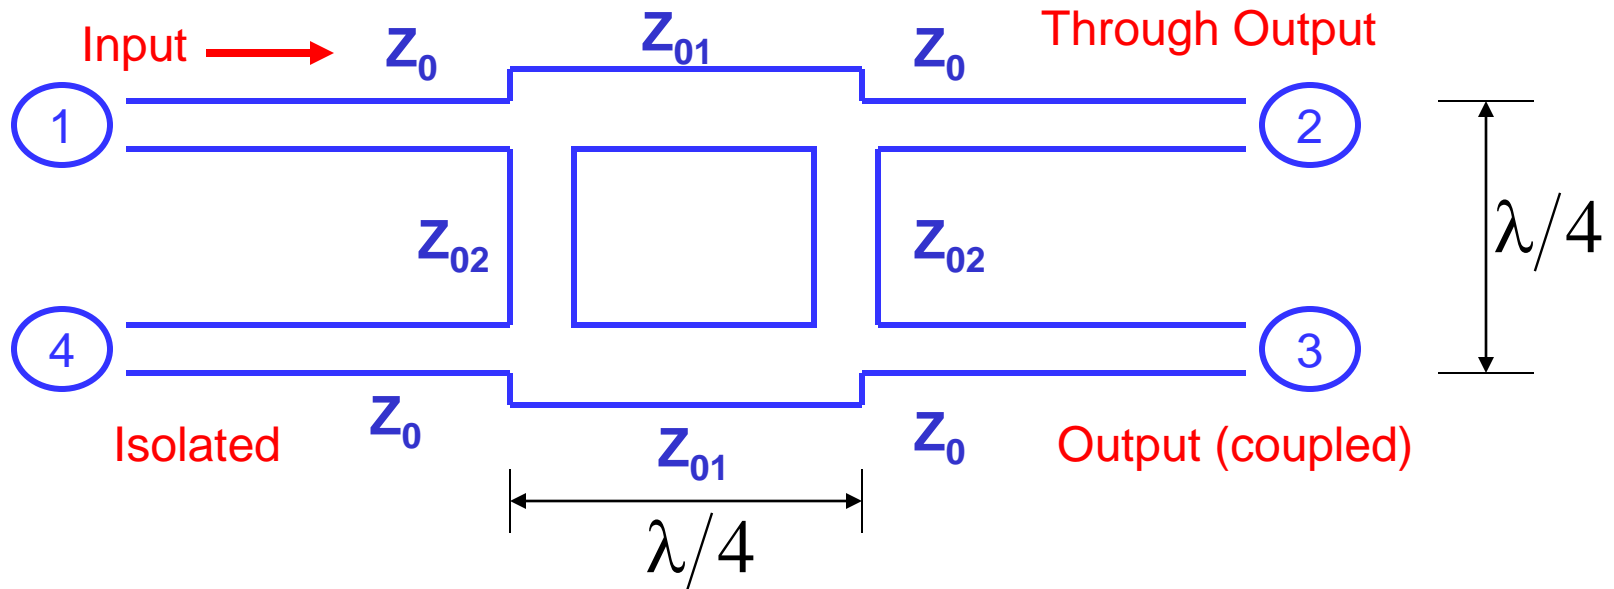 Input
Z01
Through Output
Z0
Z0
1
2
λ/4
Z02
Z02
4
3
Z0
Isolated
Z01
Z0
Output (coupled)
λ/4